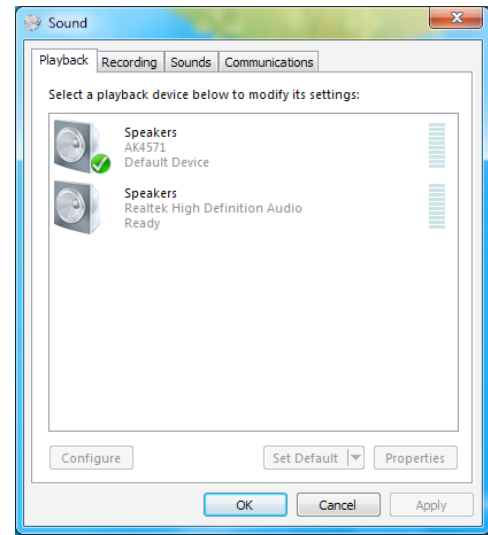 Sound
Playback Recording Sounds Communications
Select a playback device below to modify its settings:
Speakers
AK4571
Default Device
Speakers
Realtek High Definition Audio
Ready
Configure Set Default Properties
OK Cancel Apply